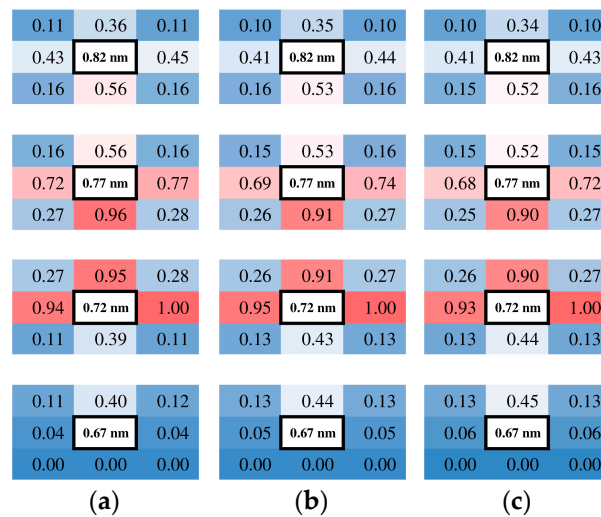 0.11 0.36 0.11 0.10 0.35 0.10 0.10 0.34 0.10
0.43 0.82 nm 0.45 0.41 0.82 nm 0.44 0.41 0.82 nm 0.43
0.16 0.56 0.16 0.16 0.53 0.16 0.15 0.52 0.16
0.16 0.56 0.16 0.15 0.53 0.16 0.15 0.52 0.15
0.72 0.77 nm 0.77 0.69 0.77 nm 0.74 0.68 0.77 nm 0.72
0.27 0.96 0.28 0.26 0.91 0.27 0.25 0.90 0.27
0.27 0.95 0.28 0.26 0.91 0.27 0.26 0.90 0.27
0.94 0.72 nm 1.00 0.95 0.72 nm 1.00 0.93 0.72 nm 1.00
0.11 0.39 0.11 0.13 0.43 0.13 0.13 0.44 0.13
0.11 0.40 0.12 0.13 0.44 0.13 0.13 0.45 0.13
0.04 0.67 nm 0.04 0.05 0.67 nm 0.05 0.06 0.67 nm 0.06
0.00 0.00 0.00 0.00 0.00 0.00 0.00 0.00 0.00
(a) (b) (c)